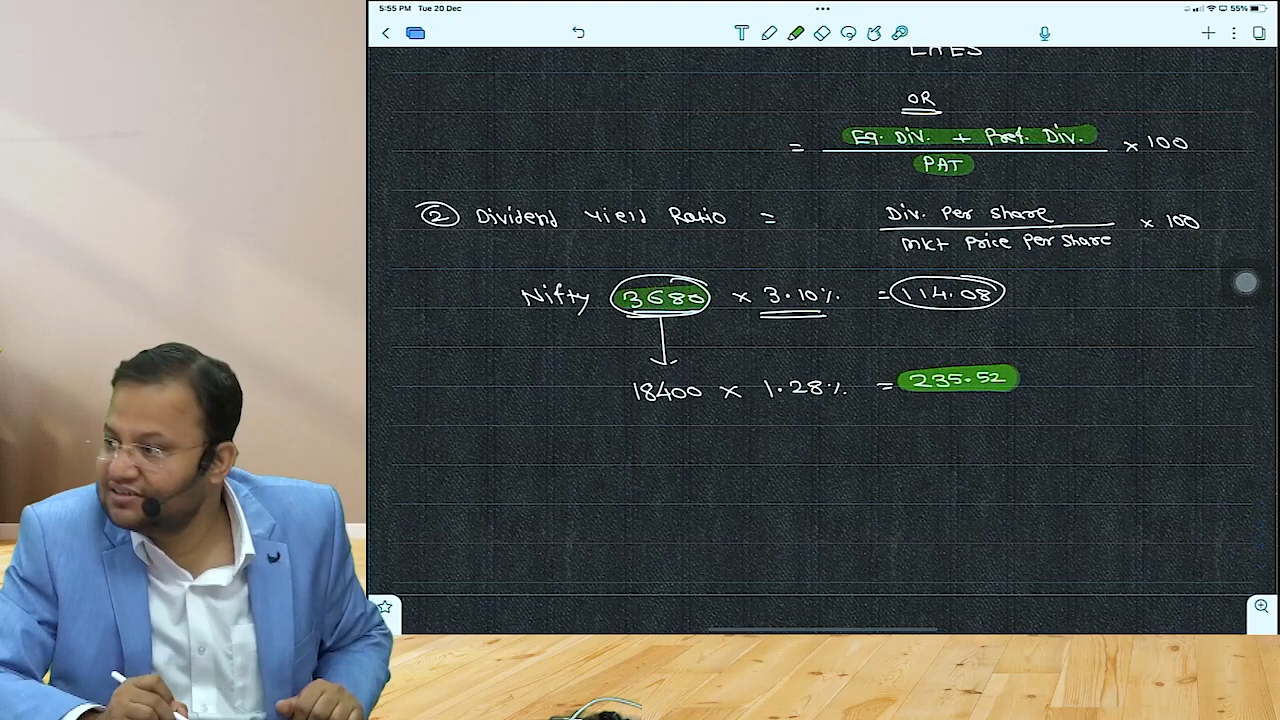 5:55 PM Tue 20 Dec
55%
OR
= Eq. Div. + Pref. Div. × 100
PAT
② Dividend Yield Ratio = Div. Per Share × 100
Mkt Price Per Share
Nifty 3680 × 3.10% = 114.08
18400 × 1.28% = 235.52